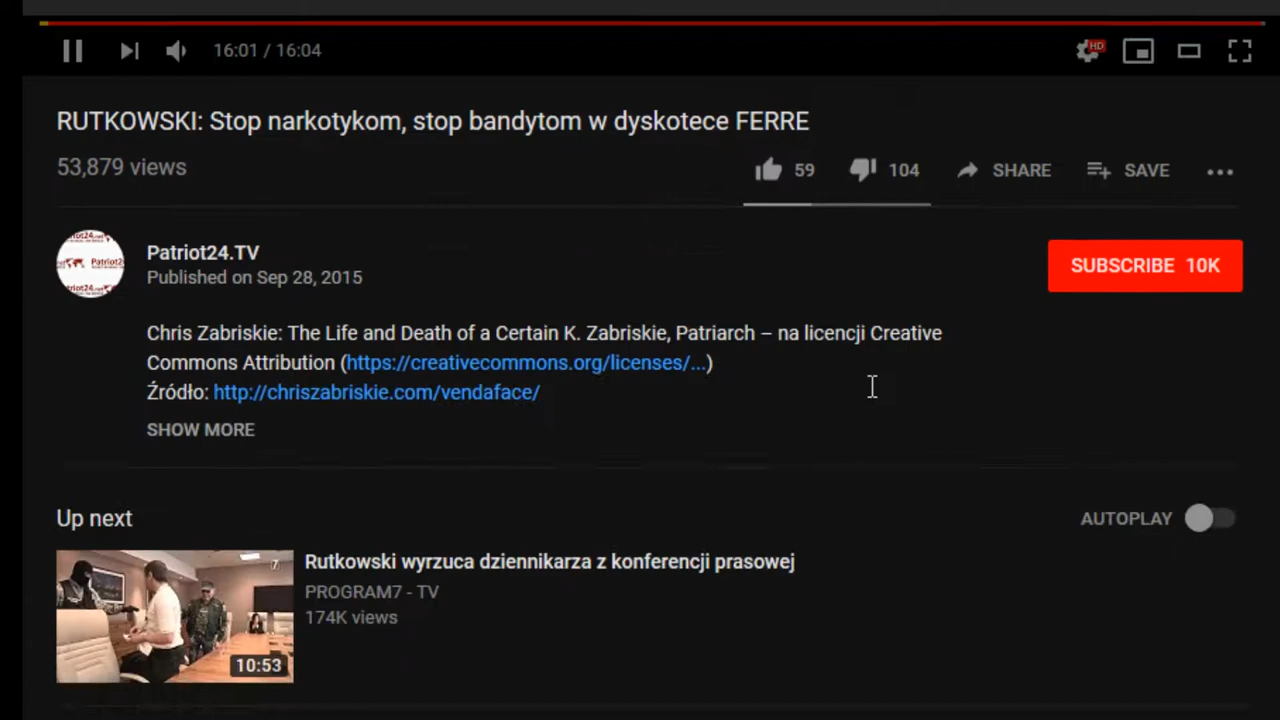 16:01 / 16:04
HD
RUTKOWSKI: Stop narkotykom, stop bandytom w dyskotece FERRE
53,879 views
59
104
SHARE
SAVE
Patriot24.TV
Published on Sep 28, 2015
SUBSCRIBE 10K
Chris Zabriskie: The Life and Death of a Certain K. Zabriskie, Patriarch – na licencji Creative
Commons Attribution (https://creativecommons.org/licenses/...)
Źródło: http://chriszabriskie.com/vendaface/
SHOW MORE
Up next
AUTOPLAY
Rutkowski wyrzuca dziennikarza z konferencji prasowej
PROGRAM7 - TV
174K views
7
10:53